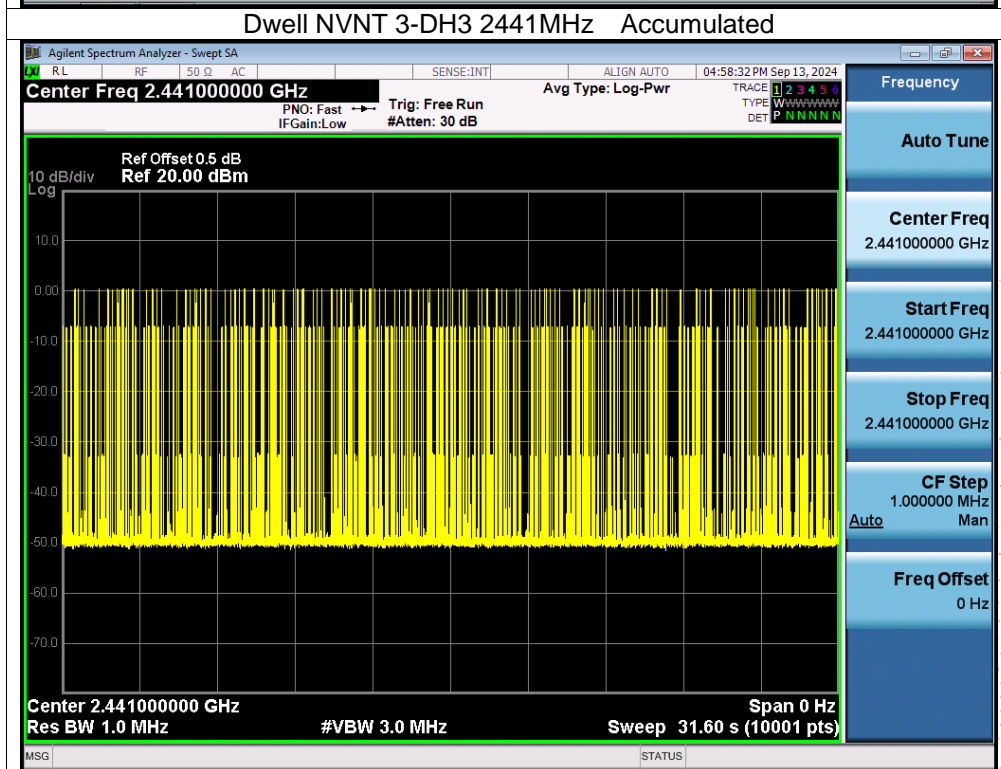 Dwell NVNT 3-DH3 2441MHz Accumulated
Agilent Spectrum Analyzer - Swept SA
LXI RL RF 50 Ω AC SENSE:INT ALIGN AUTO 04:58:32 PM Sep 13, 2024
Center Freq 2.441000000 GHz Avg Type: Log-Pwr TRACE 1 2 3 4 5 6
PNO: Fast Trig: Free Run TYPE WWWWWWW
IFGain:Low #Atten: 30 dB DET P N N N N N
Ref Offset 0.5 dB
10 dB/div Ref 20.00 dBm
Log
10.0
0.00
-10.0
-20.0
-30.0
-40.0
-50.0
-60.0
-70.0
Center 2.441000000 GHz Span 0 Hz
Res BW 1.0 MHz #VBW 3.0 MHz Sweep 31.60 s (10001 pts)
MSG STATUS
Frequency
Auto Tune
Center Freq
2.441000000 GHz
Start Freq
2.441000000 GHz
Stop Freq
2.441000000 GHz
CF Step
1.000000 MHz
Auto Man
Freq Offset
0 Hz